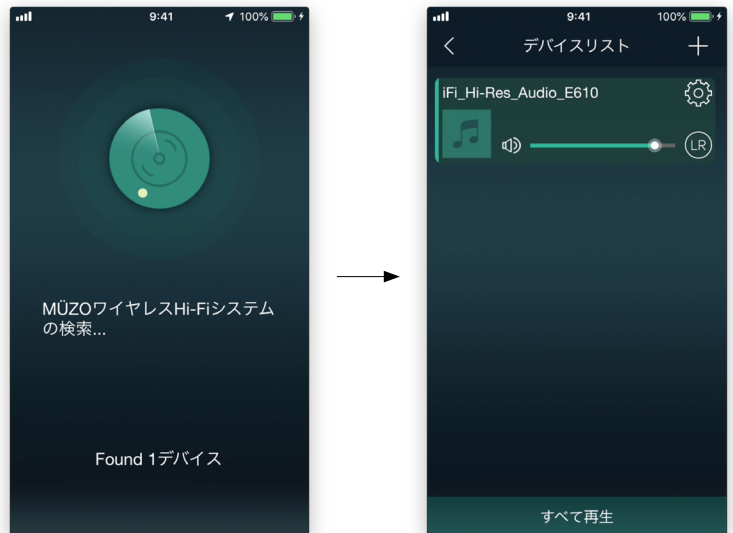 9:41
100%
MÜZOワイヤレスHi-Fiシステム
の検索...
Found 1デバイス
9:41
100%
デバイスリスト
iFi_Hi-Res_Audio_E610
LR
すべて再生